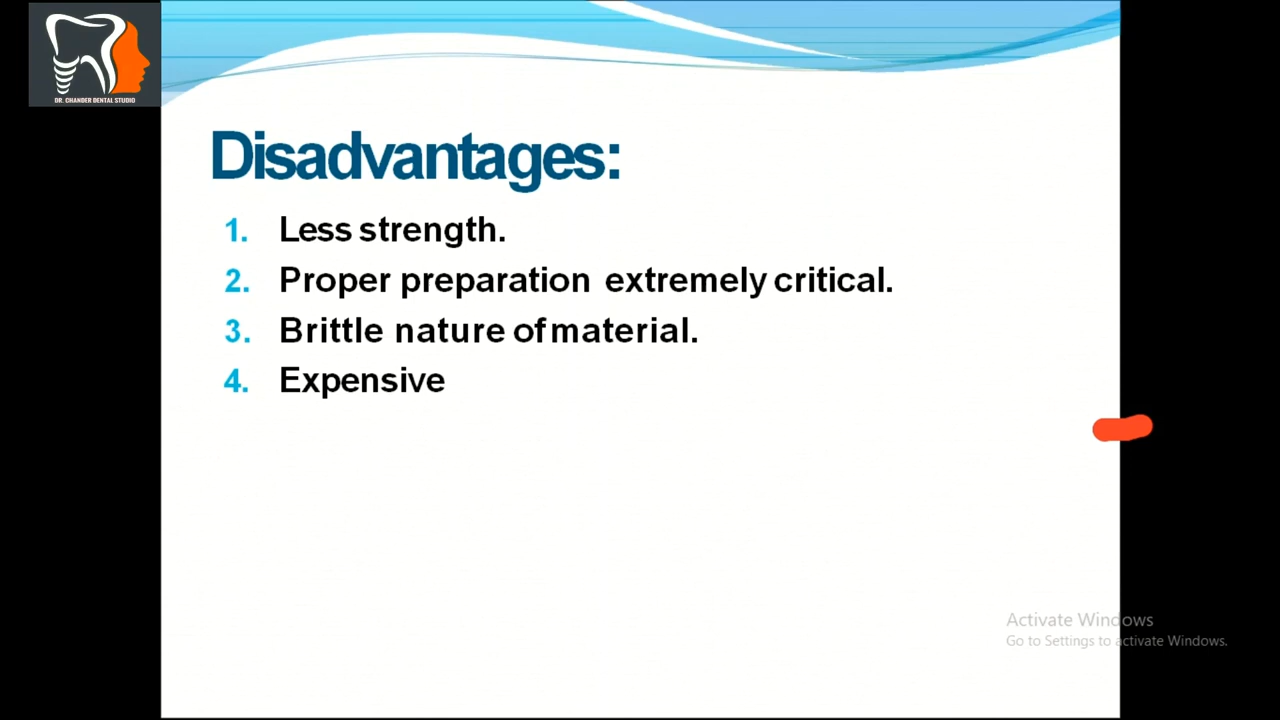 DR. CHANDER DENTAL STUDIO
Disadvantages:
1. Less strength.
2. Proper preparation extremely critical.
3. Brittle nature of material.
4. Expensive
Activate Windows
Go to Settings to activate Windows.